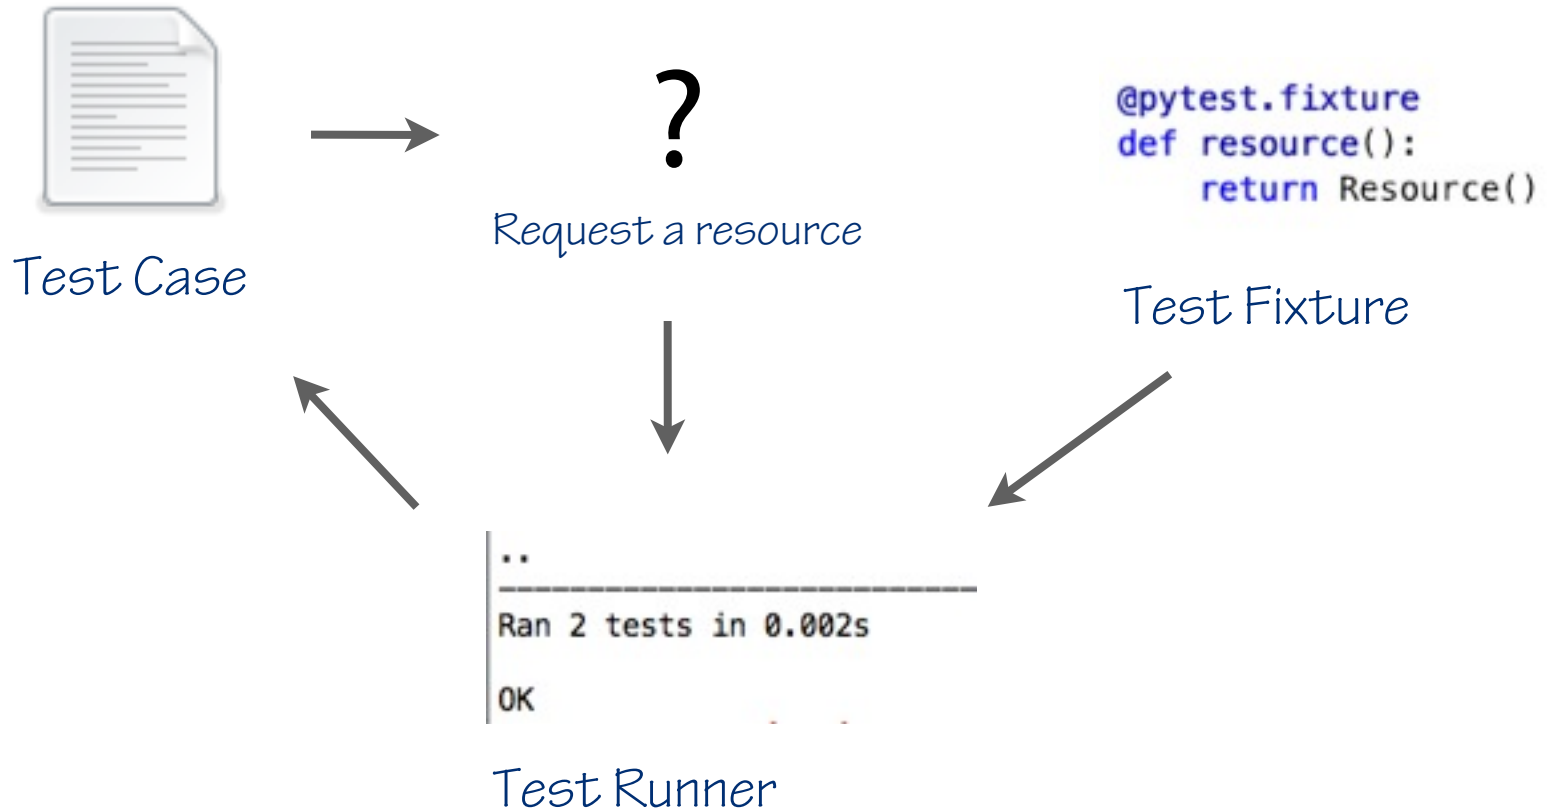 ?
Request a resource
Test Case
@pytest.fixture
def resource():
    return Resource()
Test Fixture
..
----------------------------
Ran 2 tests in 0.002s
OK
Test Runner